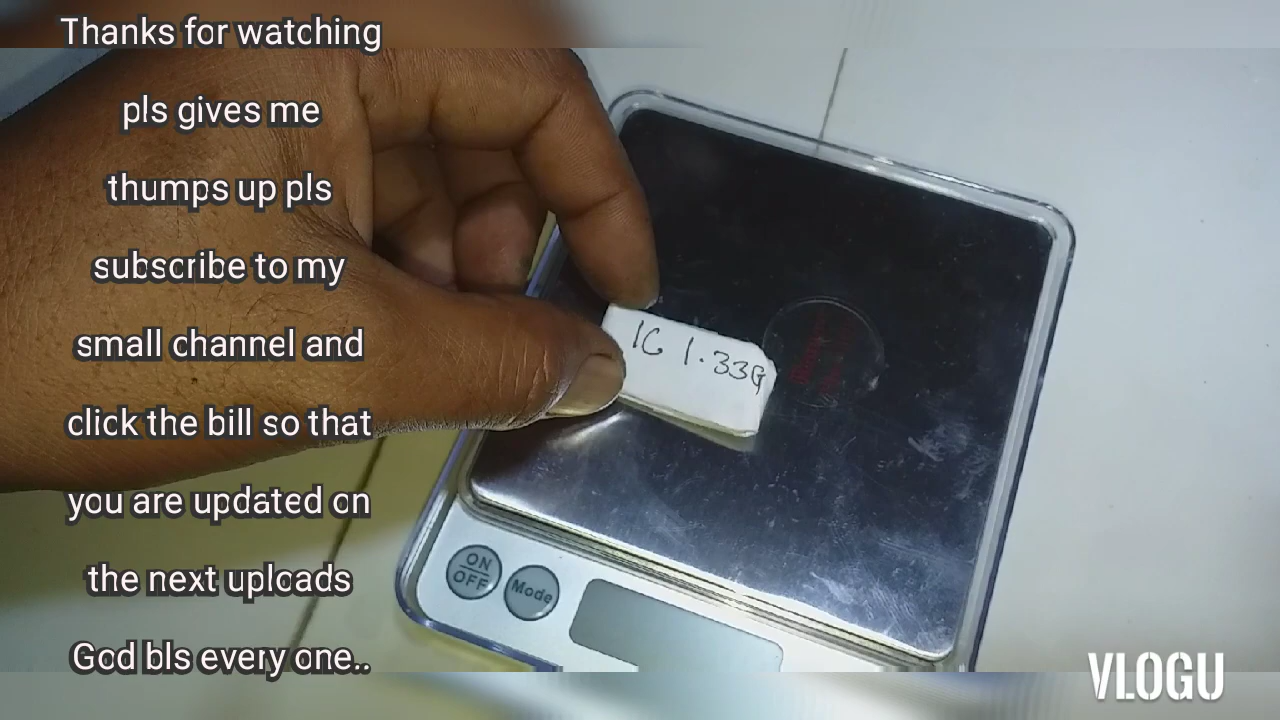 Thanks for watching
pls gives me
thumps up pls
subscribe to my
small channel and
click the bill so that
you are updated on
the next uploads
God bls every one..
1G 1.33G
ON
OFF
Mode
VLOGU